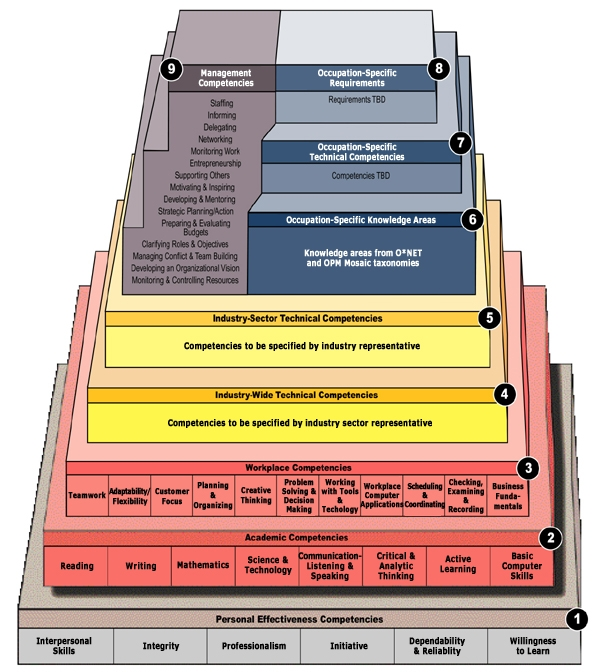 9
Management
Competencies
Occupation-Specific
Requirements
8
Staffing
Informing
Delegating
Networking
Monitoring Work
Entrepreneurship
Supporting Others
Motivating & Inspiring
Developing & Mentoring
Strategic Planning/Action
Preparing & Evaluating
Budgets
Clarifying Roles & Objectives
Managing Conflict & Team Building
Developing an Organizational Vision
Monitoring & Controlling Resources
Requirements TBD
Occupation-Specific
Technical Competencies
7
Competencies TBD
Occupation-Specific Knowledge Areas
6
Knowledge areas from O*NET
and OPM Mosaic taxonomies
Industry-Sector Technical Competencies
5
Competencies to be specified by industry representative
Industry-Wide Technical Competencies
4
Competencies to be specified by industry sector representative
Workplace Competencies
3
Teamwork
Adaptability/
Flexibility
Customer
Focus
Planning
&
Organizing
Creative
Thinking
Problem
Solving &
Decision
Making
Working
with Tools
&
Techology
Workplace
Computer
Applications
Scheduling
&
Coordinating
Checking,
Examining
&
Recording
Business
Funda-
mentals
Academic Competencies
2
Reading
Writing
Mathematics
Science &
Technology
Communication-
Listening &
Speaking
Critical &
Analytic
Thinking
Active
Learning
Basic
Computer
Skills
Personal Effectiveness Competencies
1
Interpersonal
Skills
Integrity
Professionalism
Initiative
Dependability
& Reliablity
Willingness
to Learn